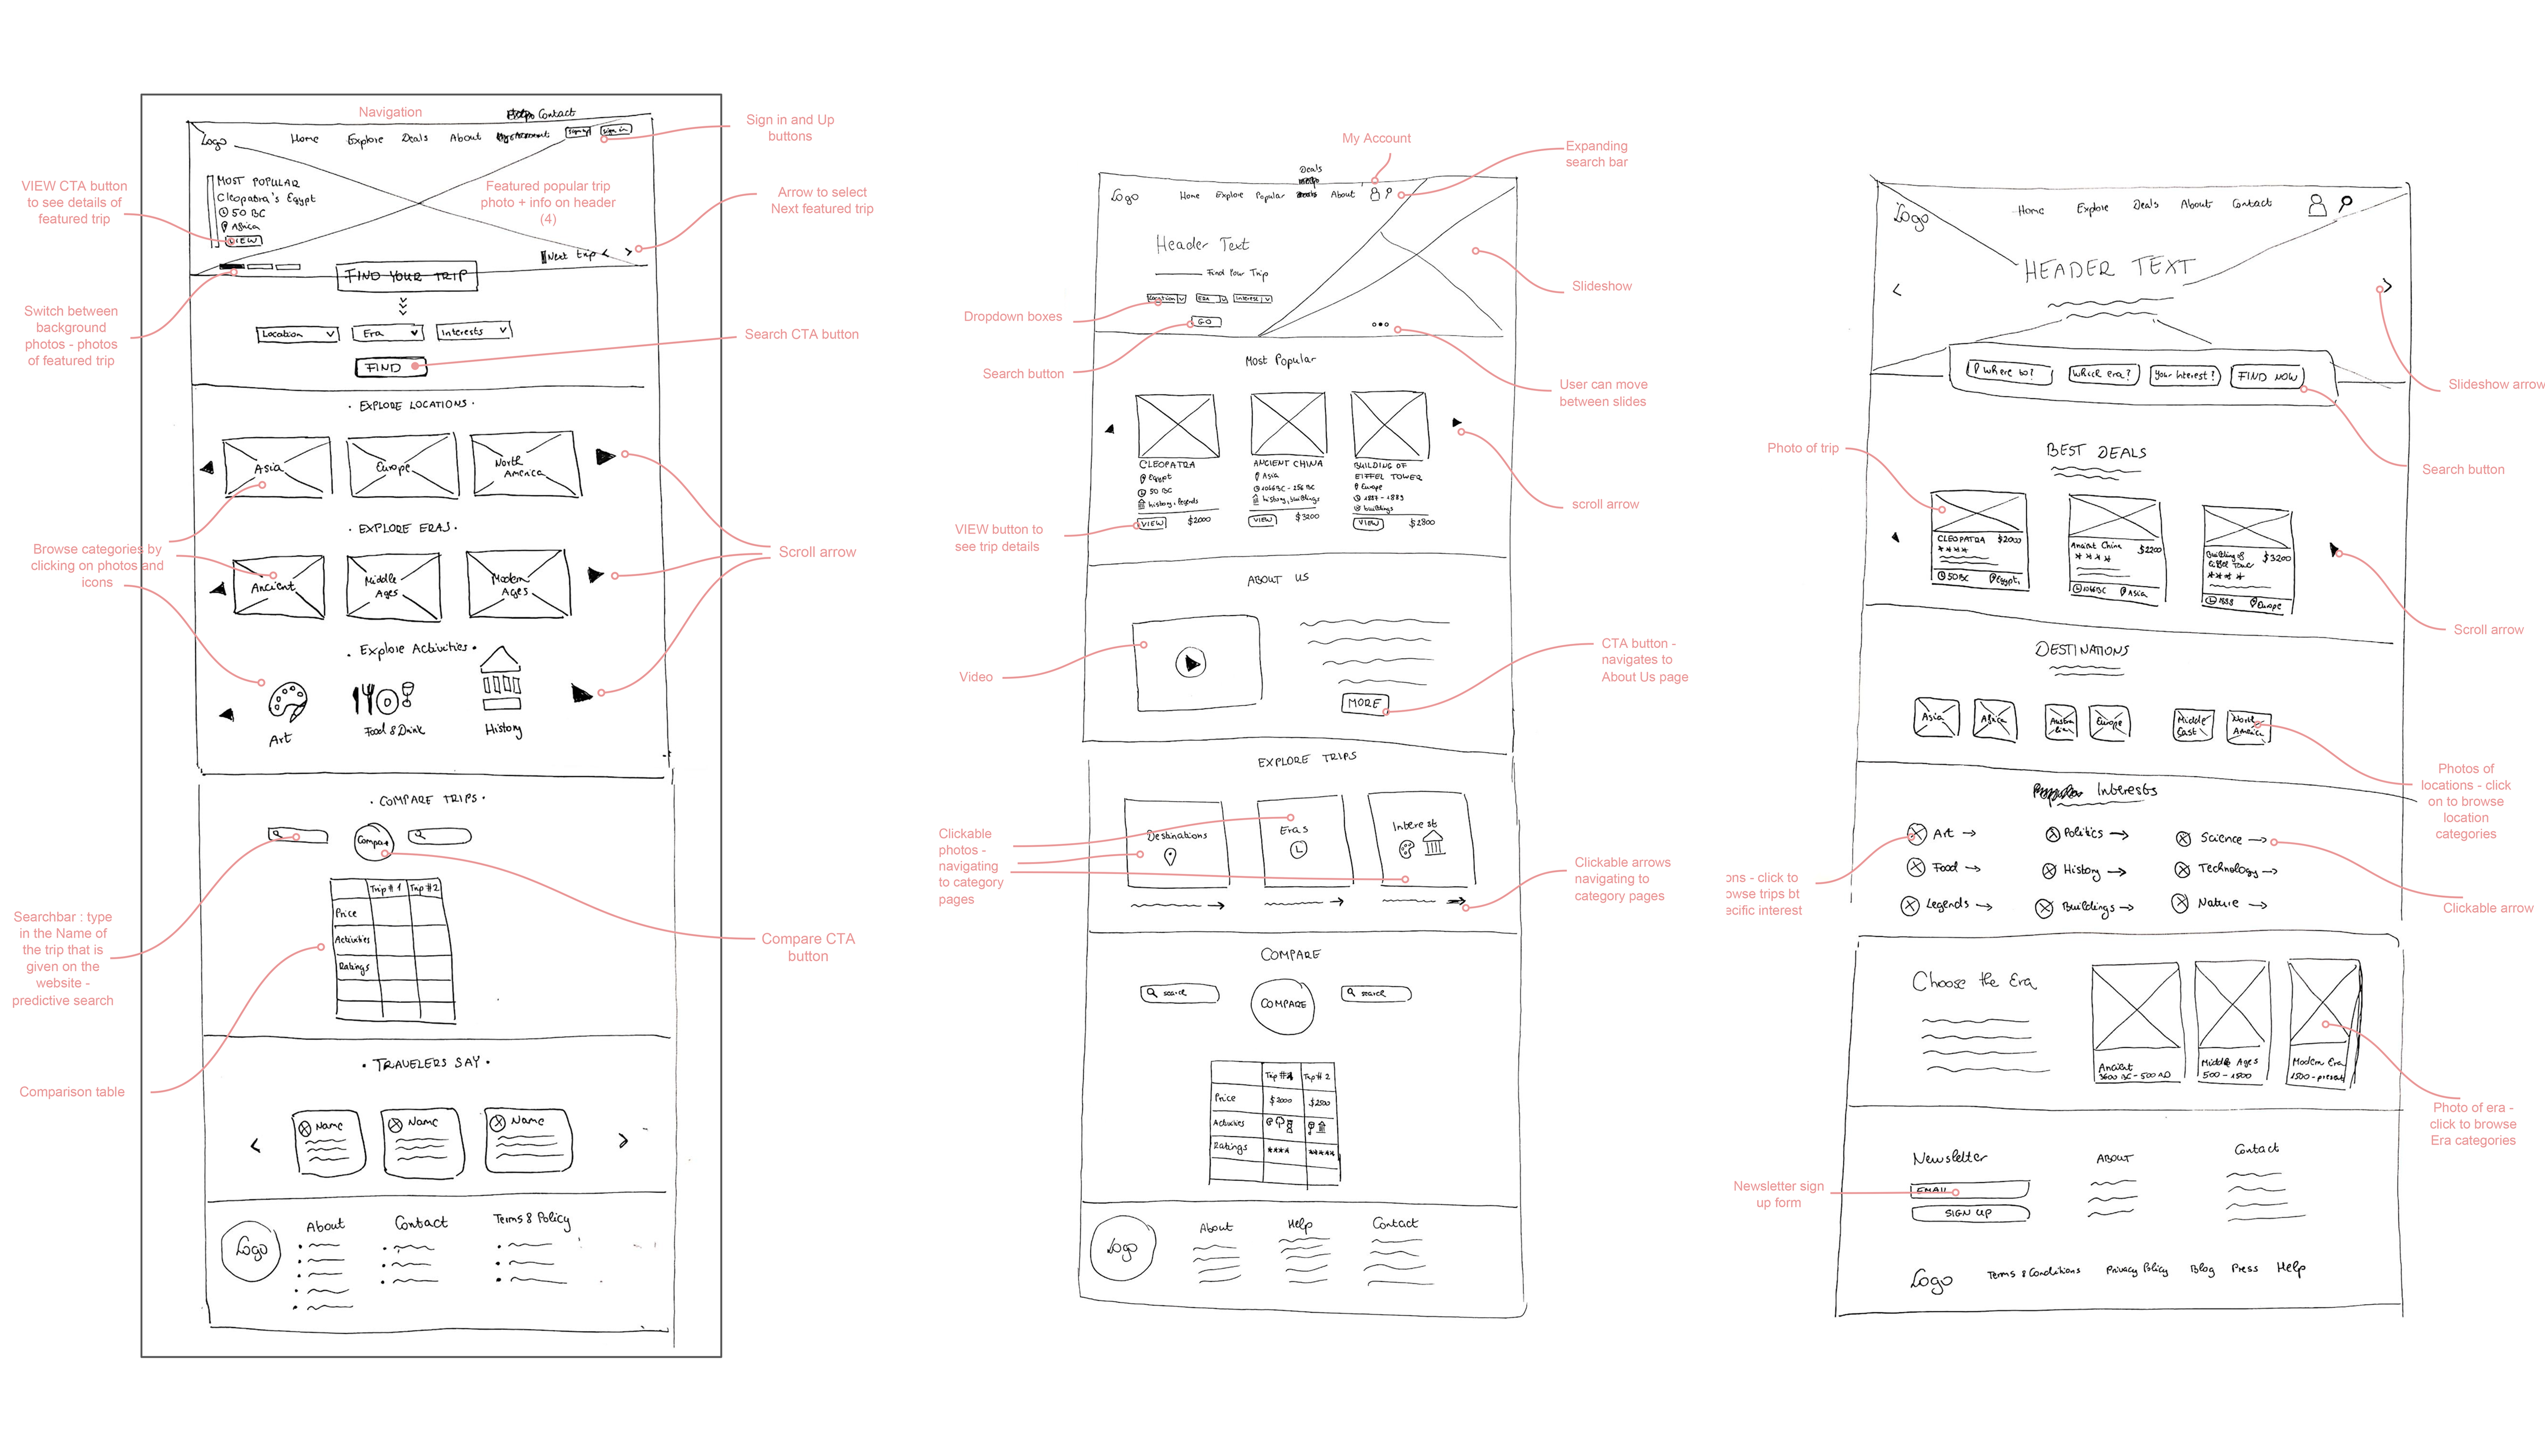 Navigation
Contact
Logo
Home
Explore
Deals
About
Sign up
Sign in
Sign in and Up
buttons
MOST POPULAR
Cleopatra's Egypt
50 BC
Africa
VIEW
VIEW CTA button
to see details of
featured trip
Featured popular trip
photo + info on header
(4)
Arrow to select
Next featured trip
Next trip
FIND YOUR TRIP
Switch between
background
photos - photos
of featured trip
Location
Era
Interests
FIND
Search CTA button
• EXPLORE LOCATIONS •
Asia
Europe
North
America
• EXPLORE ERAS •
Ancient
Middle
Ages
Modern
Ages
Browse categories by
clicking on photos and
icons
Scroll arrow
• Explore Activities •
Art
Food & Drink
History
• COMPARE TRIPS •
Compare
Trip #1
Trip #2
Price
Activities
Ratings
Searchbar : type
in the Name of
the trip that is
given on the
website -
predictive search
Compare CTA
button
Comparison table
• TRAVELERS SAY •
Name
Name
Name
Logo
About
Contact
Terms & Policy
My Account
Expanding
search bar
Deals
Logo
Home
Explore
Popular
About
Header Text
Find Your Trip
Location
ERA
Interest
GO
Dropdown boxes
Search button
Slideshow
User can move
between slides
Most Popular
CLEOPATRA
Egypt
50 BC
history, legends
VIEW
$2000
ANCIENT CHINA
Asia
1066BC - 256 BC
history, buildings
VIEW
$3200
BUILDING OF
EIFFEL TOWER
Europe
1887 - 1889
buildings
VIEW
$2800
scroll arrow
VIEW button to
see trip details
ABOUT US
Video
MORE
CTA button -
navigates to
About Us page
EXPLORE TRIPS
Destinations
Eras
Interest
Clickable
photos -
navigating
to category
pages
Clickable arrows
navigating to
category pages
COMPARE
search
COMPARE
search
Trip #1
Trip # 2
Price
$2000
$2500
Activities
Ratings
****
*****
Logo
About
Help
Contact
Logo
Home
Explore
Deals
About
Contact
HEADER TEXT
Where to?
Which era?
Your interest?
FIND NOW
Slideshow arrow
Search button
Photo of trip
BEST DEALS
CLEOPATRA
$2000
****
50BC
Egypt
Ancient China
$2200
****
1066BC
Asia
Building of
Eiffel Tower
$3200
****
1888
Europe
Scroll arrow
DESTINATIONS
Asia
Africa
Europe
Middle
East
North
America
Photos of
locations - click
on to browse
location
categories
Interests
Art
Politics
Science
Food
History
Technology
Legends
Buildings
Nature
ons - click to
owse trips bt
ecific interest
Clickable arrow
Choose the Era
Ancient
3600 BC - 500 AD
Middle Ages
500 - 1500
Modern Era
1500 - present
Photo of era -
click to browse
Era categories
Newsletter
EMAIL
SIGN UP
Newsletter sign
up form
ABOUT
Contact
Logo
Terms & Conditions
Privacy Policy
Blog
Press
Help